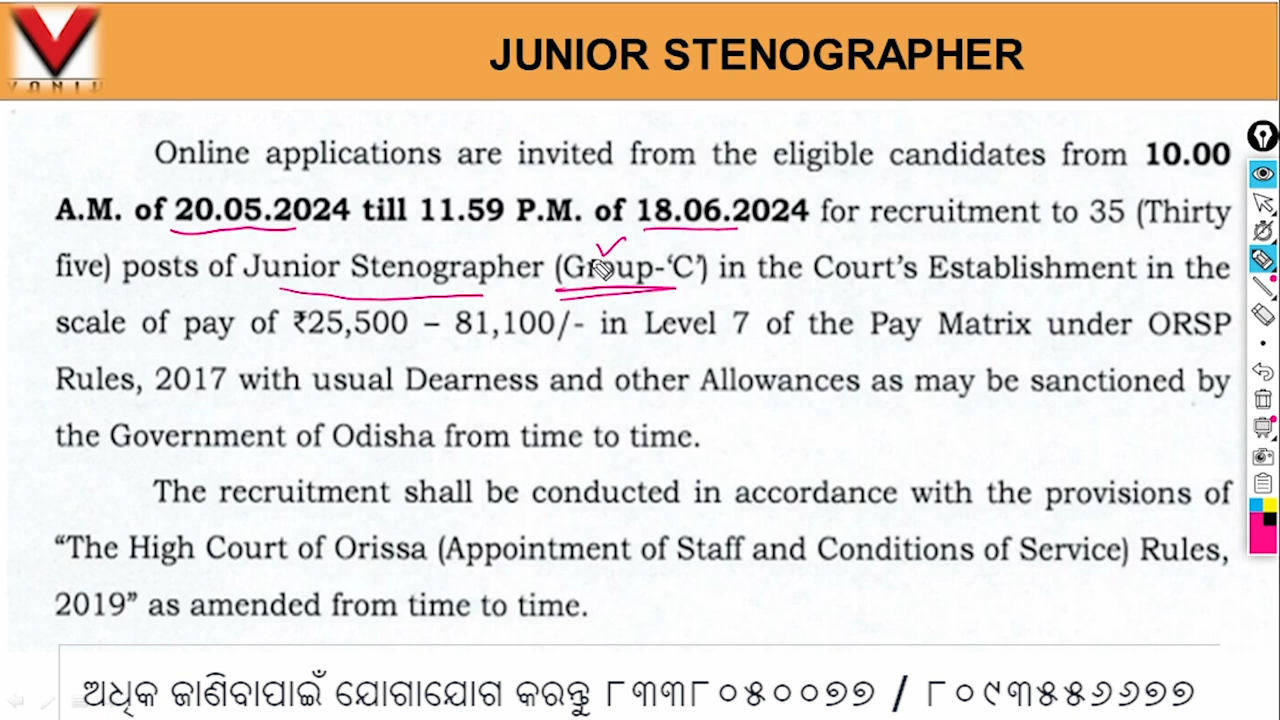 VANIJ
JUNIOR STENOGRAPHER
Online applications are invited from the eligible candidates from 10.00
A.M. of 20.05.2024 till 11.59 P.M. of 18.06.2024 for recruitment to 35 (Thirty
five) posts of Junior Stenographer (Group-‘C’) in the Court’s Establishment in the
scale of pay of ₹25,500 – 81,100/- in Level 7 of the Pay Matrix under ORSP
Rules, 2017 with usual Dearness and other Allowances as may be sanctioned by
the Government of Odisha from time to time.
The recruitment shall be conducted in accordance with the provisions of
“The High Court of Orissa (Appointment of Staff and Conditions of Service) Rules,
2019” as amended from time to time.
ଅଧିକ ଜାଣିବାପାଇଁ ଯୋଗାଯୋଗ କରନ୍ତୁ ୮୩୩୮୦୫୦୦୭୭ / ୮୦୯୩୫୫୬୬୭୭